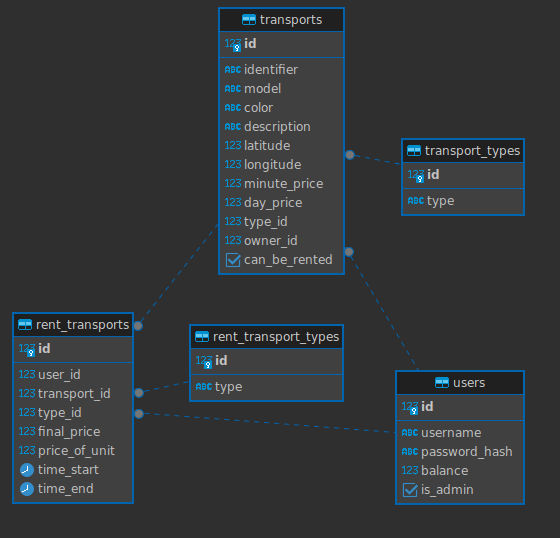 transports
123 id
ABC identifier
ABC model
ABC color
ABC description
123 latitude
123 longitude
123 minute_price
123 day_price
123 type_id
123 owner_id
can_be_rented
transport_types
123 id
ABC type
rent_transports
123 id
123 user_id
123 transport_id
123 type_id
123 final_price
123 price_of_unit
time_start
time_end
rent_transport_types
123 id
ABC type
users
123 id
ABC username
ABC password_hash
123 balance
is_admin